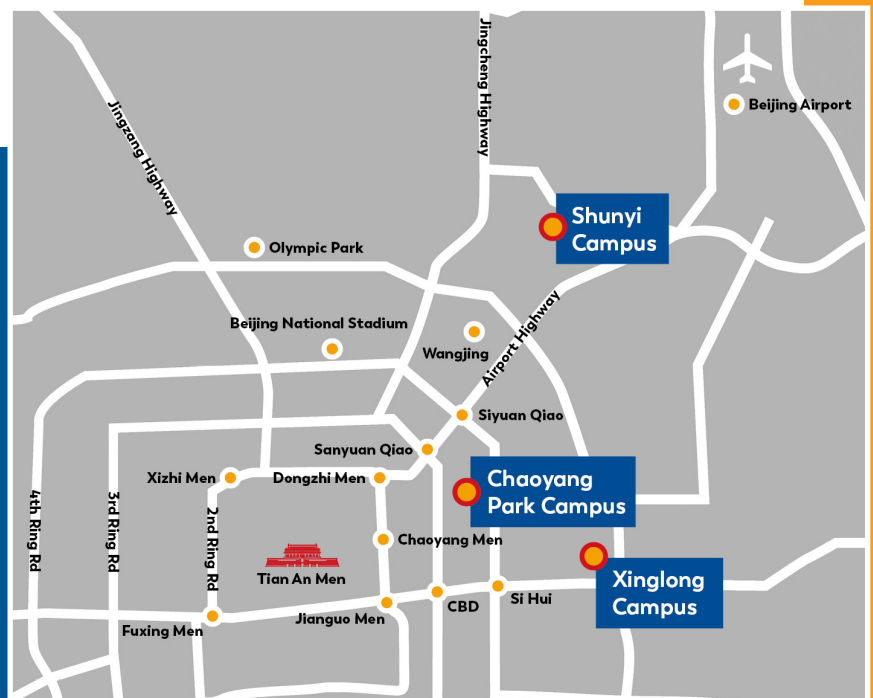 Jingcheng Highway
Beijing Airport
Jingzang Highway
Shunyi
Campus
Olympic Park
Beijing National Stadium
Wangjing
Airport Highway
Siyuan Qiao
Sanyuan Qiao
Xizhi Men
Dongzhi Men
Chaoyang
Park Campus
4th Ring Rd
3rd Ring Rd
2nd Ring Rd
Chaoyang Men
Tian An Men
Xinglong
Campus
Si Hui
CBD
Jianguo Men
Fuxing Men